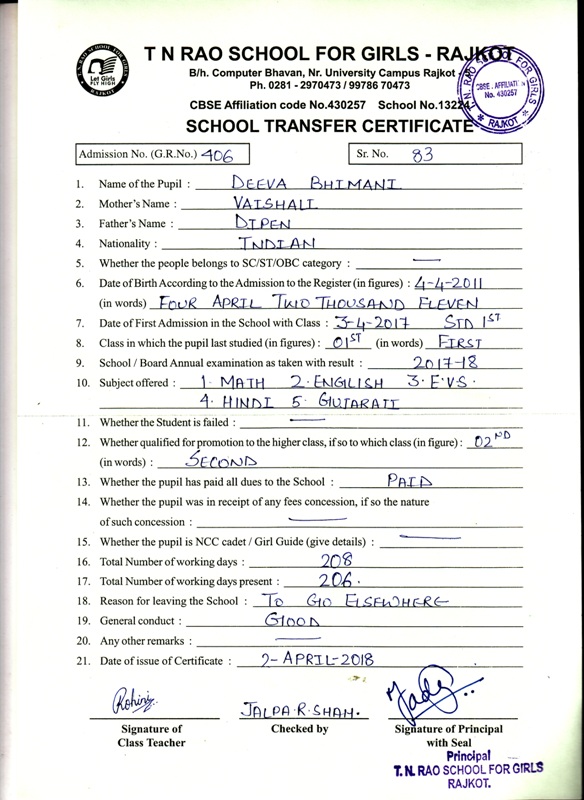 T. N. RAO SCHOOL FOR GIRLS
Let Girls
FLY HIGH
RAJKOT
T N RAO SCHOOL FOR GIRLS - RAJKOT
B/h. Computer Bhavan, Nr. University Campus Rajkot -
Ph. 0281 - 2970473 / 99786 70473
CBSE Affiliation code No.430257 School No.13224
T.N. RAO SCHOOL FOR GIRLS
CBSE. AFFILIATION
No. 430257
RAJKOT
SCHOOL TRANSFER CERTIFICATE
Admission No. (G.R.No.) 406 Sr. No. 83
1. Name of the Pupil : DEEVA BHIMANI
2. Mother's Name : VAISHALI
3. Father's Name : DIPEN
4. Nationality : INDIAN
5. Whether the people belongs to SC/ST/OBC category : —
6. Date of Birth According to the Admission to the Register (in figures) : 4-4-2011
(in words) FOUR APRIL TWO THOUSAND ELEVEN
7. Date of First Admission in the School with Class : 3-4-2017 STD 1ST
8. Class in which the pupil last studied (in figures) : 01ST (in words) FIRST
9. School / Board Annual examination as taken with result : 2017-18
10. Subject offered : 1. MATH 2. ENGLISH 3. E.V.S.
4. HINDI 5. GUJARATI
11. Whether the Student is failed : —
12. Whether qualified for promotion to the higher class, if so to which class (in figure) : 02ND
(in words) : SECOND
13. Whether the pupil has paid all dues to the School : PAID
14. Whether the pupil was in receipt of any fees concession, if so the nature
of such concession : —
15. Whether the pupil is NCC cadet / Girl Guide (give details) : —
16. Total Number of working days : 208
17. Total Number of working days present : 206.
18. Reason for leaving the School : TO GO ELSEWHERE
19. General conduct : GOOD
20. Any other remarks : —
21. Date of issue of Certificate : 2-APRIL-2018
JALPA.R.SHAH.
Signature of Checked by Signature of Principal
Class Teacher with Seal
Principal
T. N. RAO SCHOOL FOR GIRLS
RAJKOT.